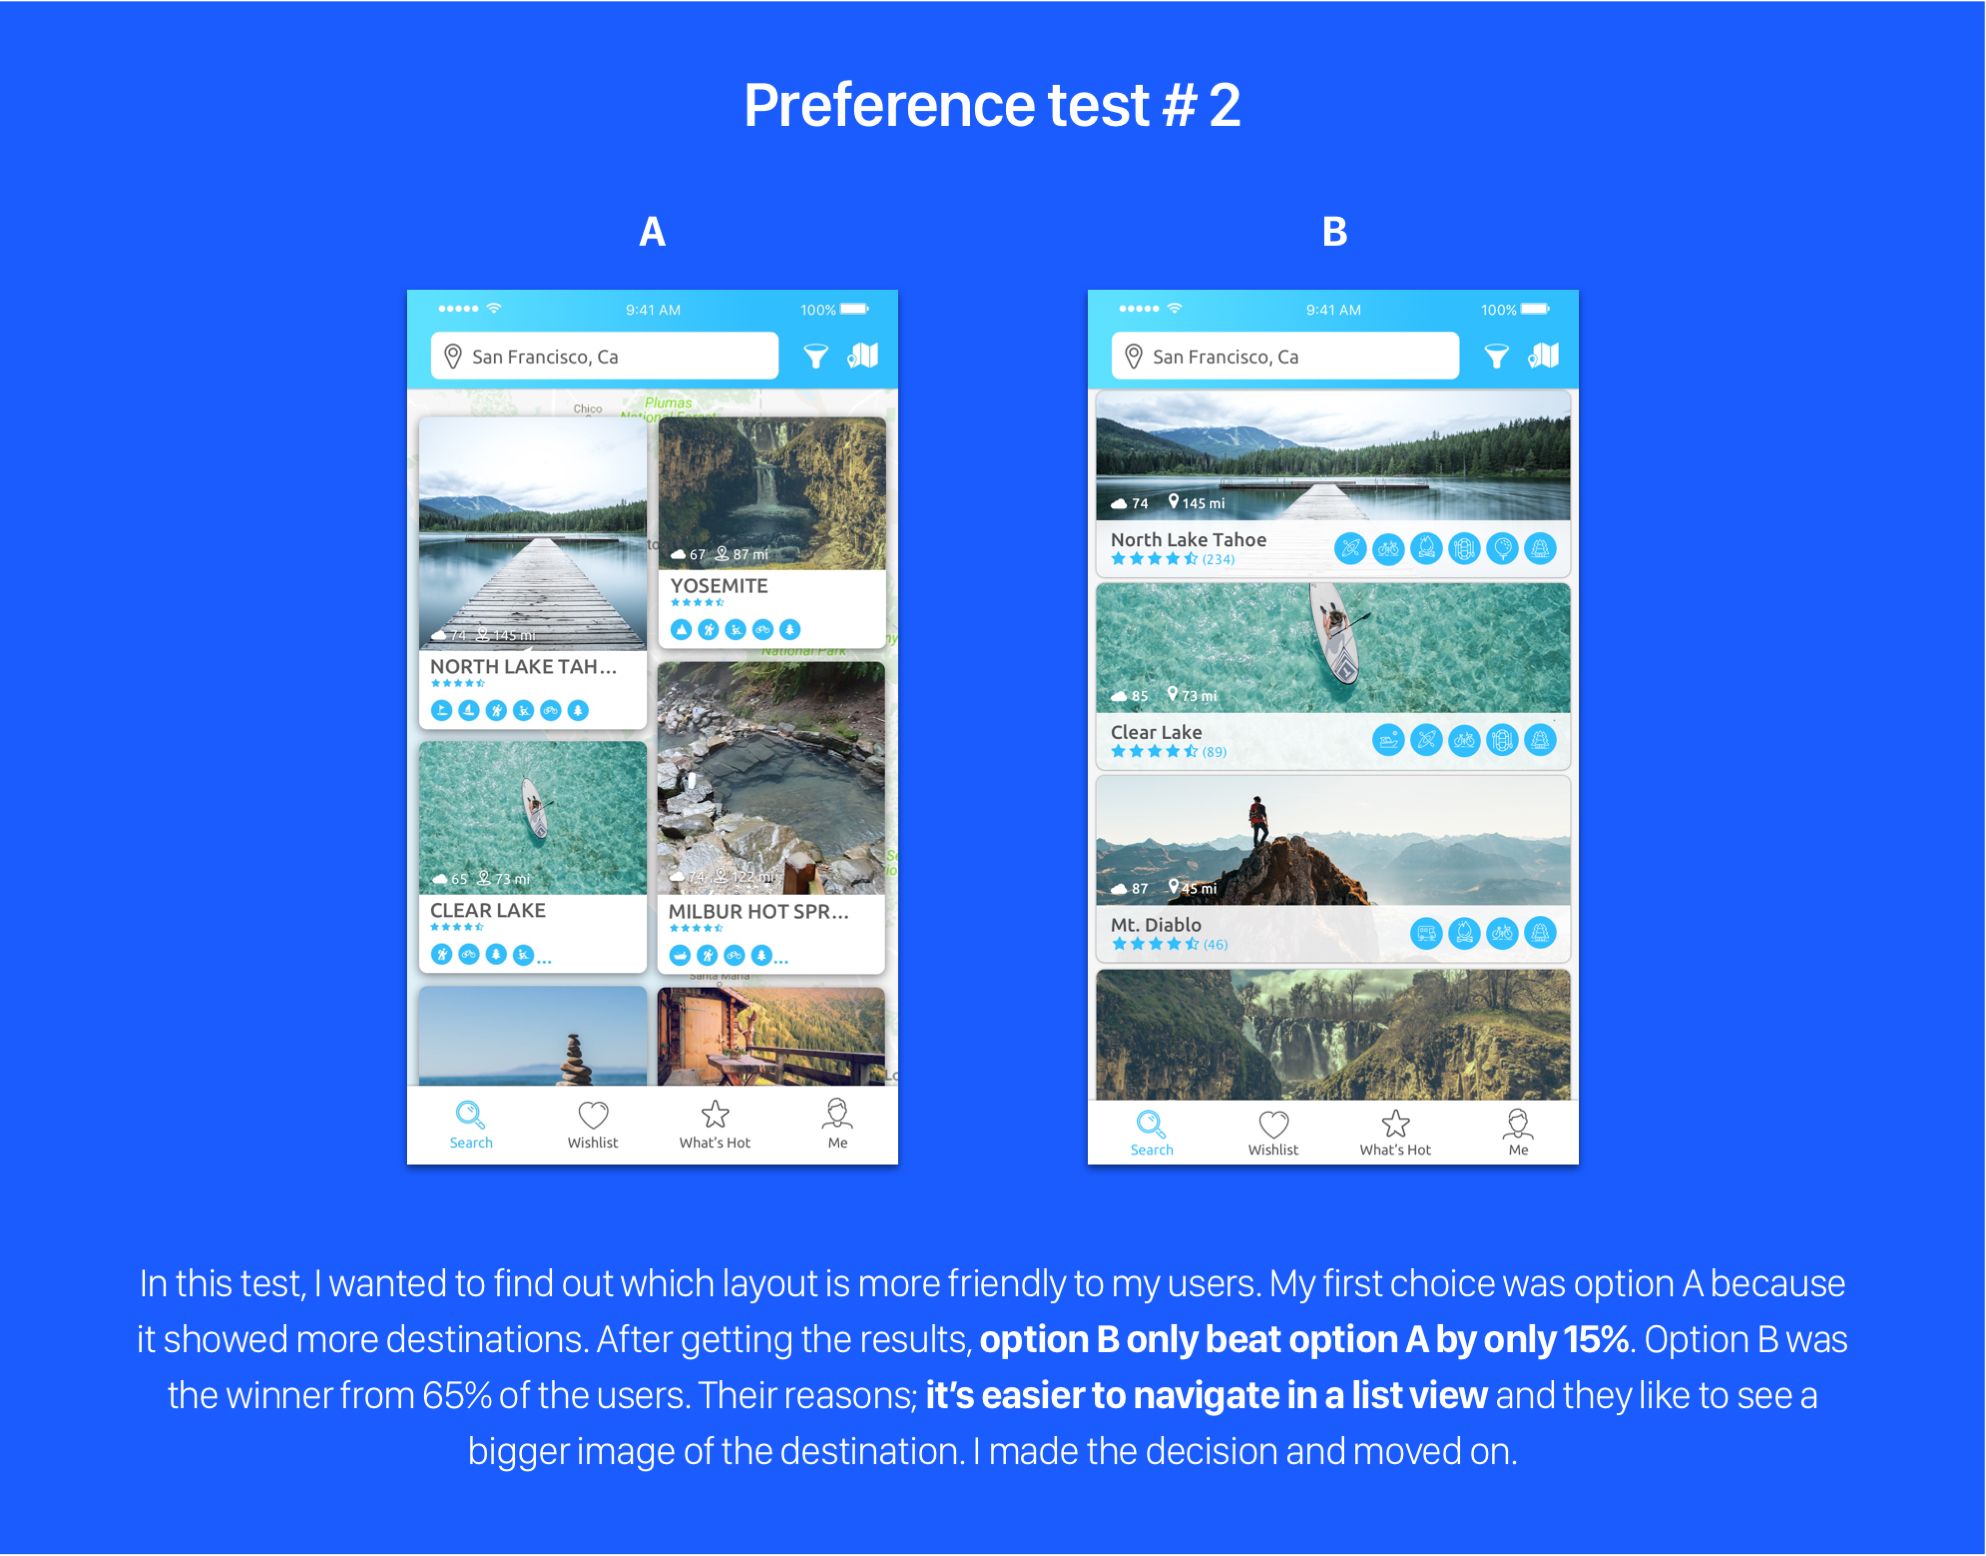 Preference test # 2
A
9:41 AM
100%
San Francisco, Ca
Chico
Plumas
National Forest
74 145 mi
NORTH LAKE TAH...
67 87 mi
YOSEMITE
National Park
65 73 mi
CLEAR LAKE
...
74 122 mi
MILBUR HOT SPR...
...
Santa Maria
Search
Wishlist
What's Hot
Me
B
9:41 AM
100%
San Francisco, Ca
74 145 mi
North Lake Tahoe
(234)
85 73 mi
Clear Lake
(89)
87 45 mi
Mt. Diablo
(46)
Search
Wishlist
What's Hot
Me
In this test, I wanted to find out which layout is more friendly to my users. My first choice was option A because
it showed more destinations. After getting the results, option B only beat option A by only 15%. Option B was
the winner from 65% of the users. Their reasons; it's easier to navigate in a list view and they like to see a
bigger image of the destination. I made the decision and moved on.